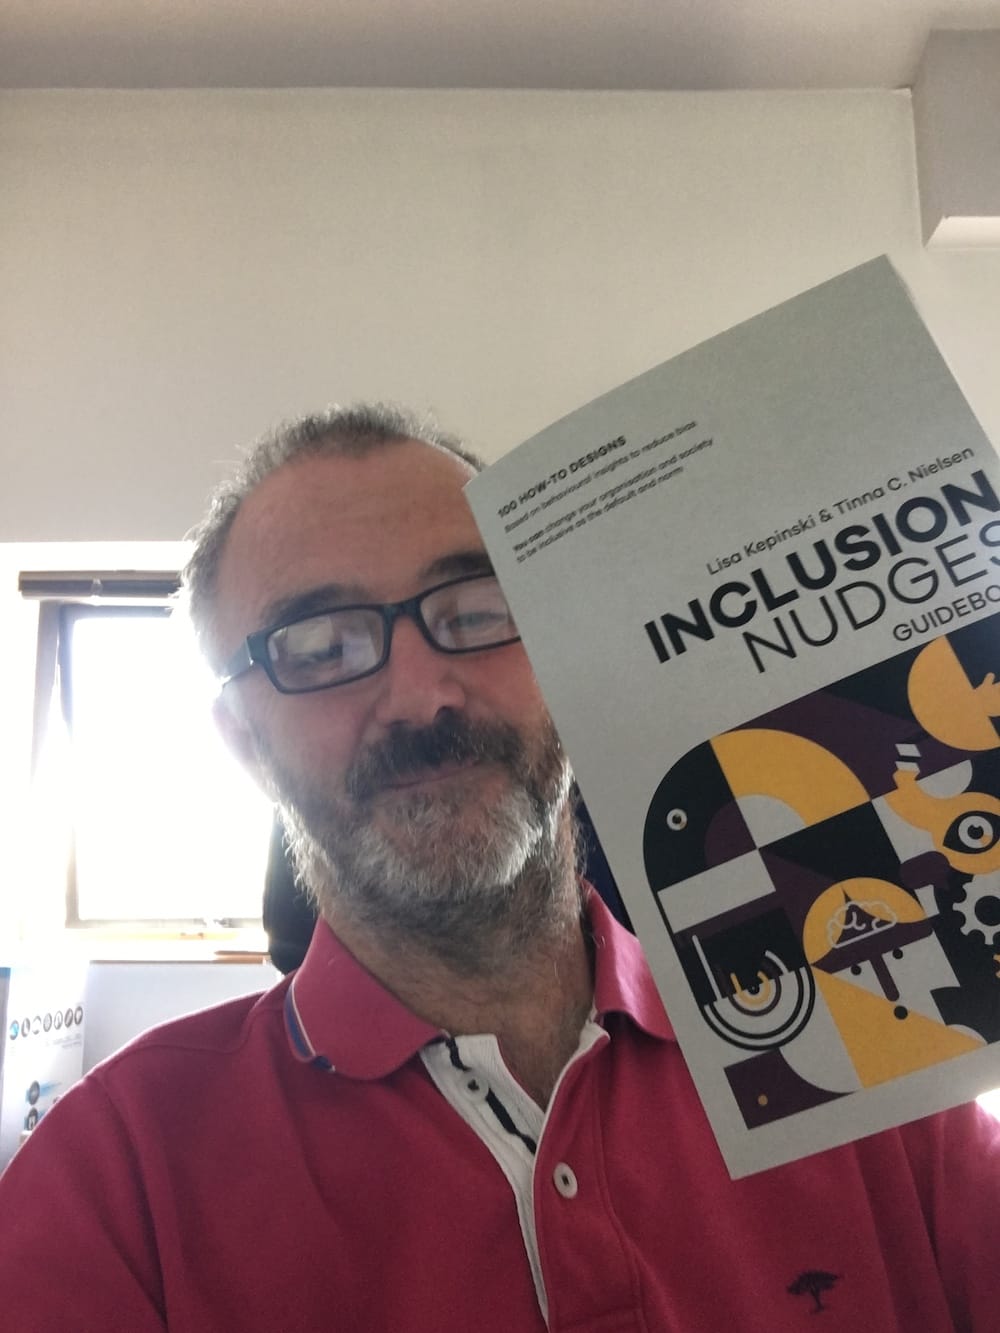 100 HOW-TO DESIGNS
Based on behavioural insights to reduce bias
You can change your organisation and society
to be inclusive as the default and norm
Lisa Kepinski & Tinna C. Nielsen
INCLUSION
NUDGES
GUIDEBO